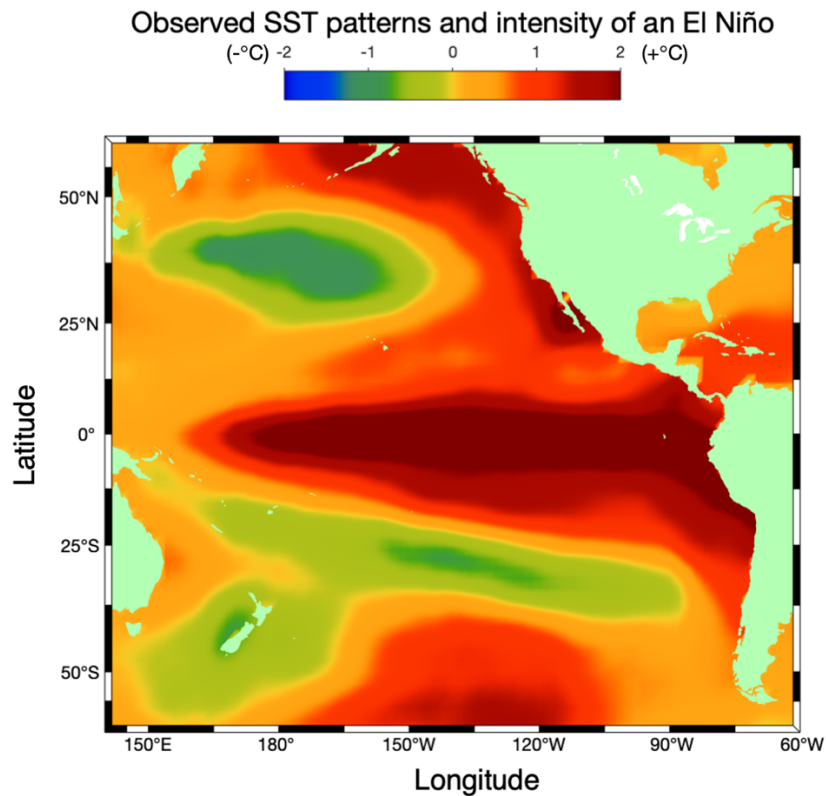 Observed SST patterns and intensity of an El Niño
(-°C) -2 -1 0 1 2 (+°C)
50°N
25°N
Latitude
0°
25°S
50°S
150°E 180° 150°W 120°W 90°W 60°W
Longitude